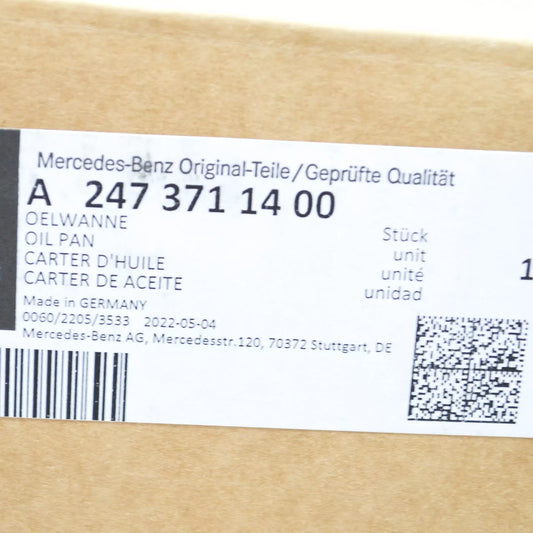 Mercedes-Benz Original-Teile/Geprüfte Qualität
A 247 371 14 00
OELWANNE
OIL PAN
CARTER D'HUILE
CARTER DE ACEITE
Stück
unit
unité
unidad
1
Made in GERMANY
0060/2205/3533 2022-05-04
Mercedes-Benz AG, Mercedesstr.120, 70372 Stuttgart, DE